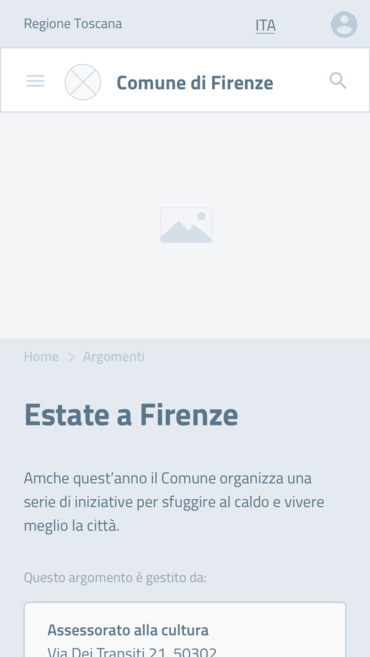 Regione Toscana
ITA
Comune di Firenze
Home > Argomenti
Estate a Firenze
Amche quest’anno il Comune organizza una
serie di iniziative per sfuggire al caldo e vivere
meglio la città.
Questo argomento è gestito da:
Assessorato alla cultura
Via Dei Transiti 21, 50302